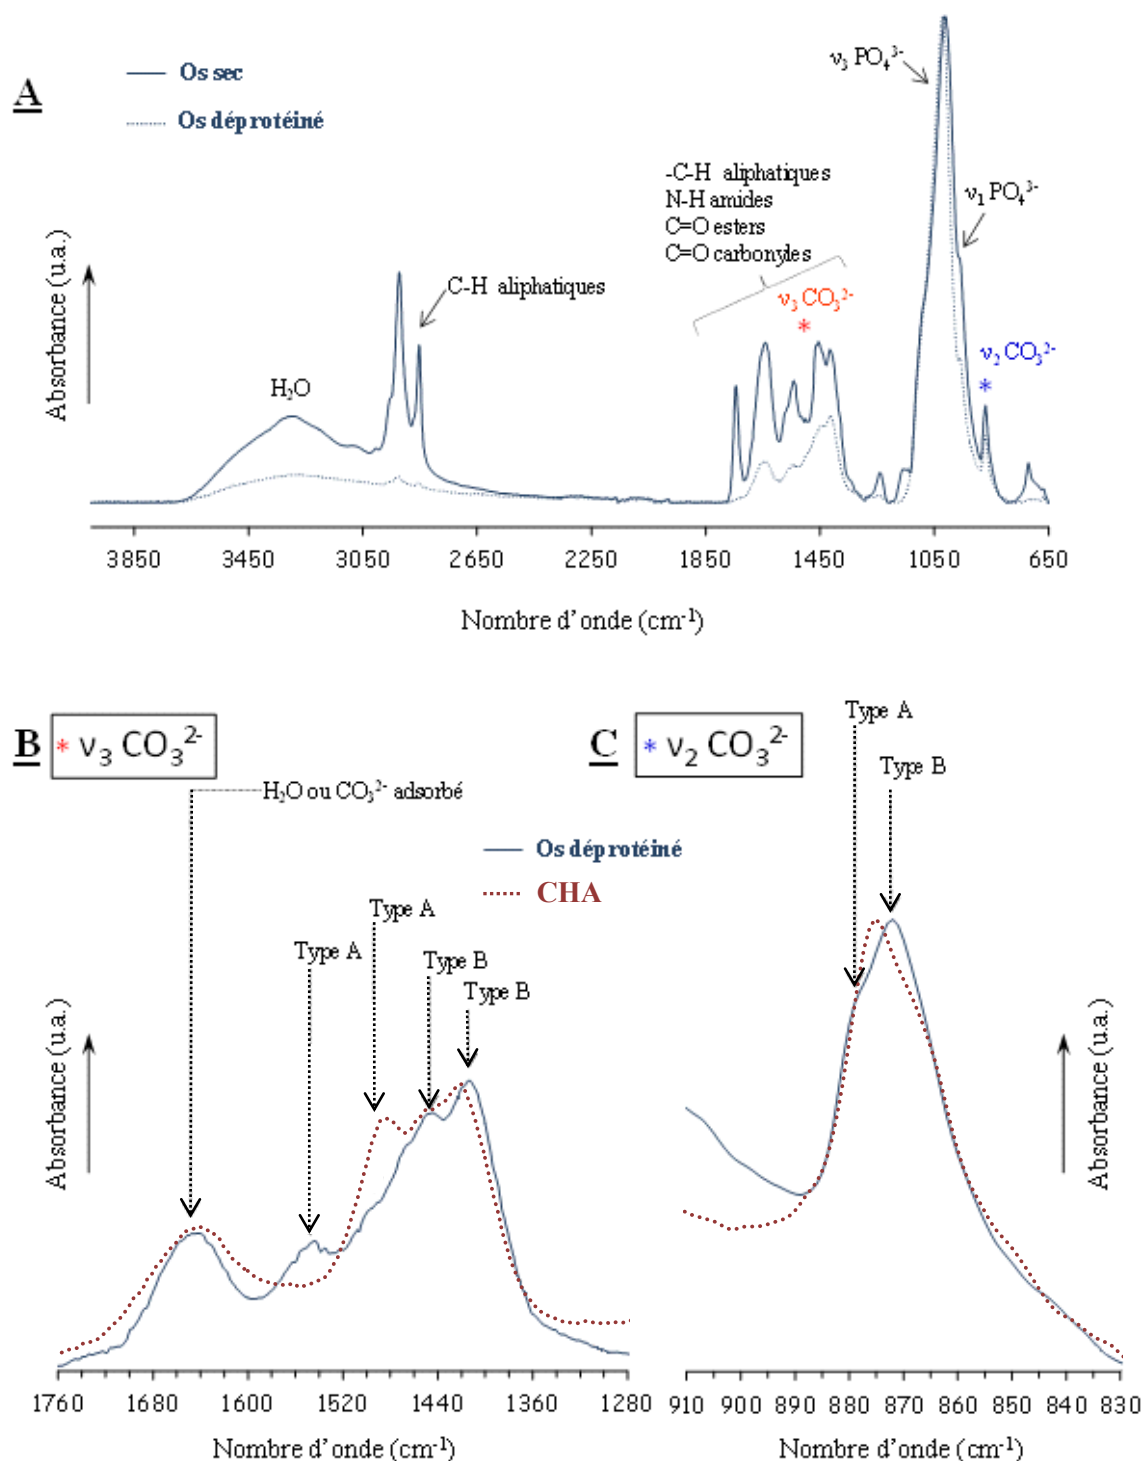 A
Os sec
Os déprotéiné
ν3 PO4³⁻
-C-H aliphatiques
N-H amides
C=O esters
C=O carbonyles
ν1 PO4³⁻
C-H aliphatiques
ν3 CO3²⁻
*
ν2 CO3²⁻
*
H2O
Absorbance (u.a.)
3850 3450 3050 2650 2250 1850 1450 1050 650
Nombre d'onde (cm-1)
B
* ν3 CO3²⁻
H2O ou CO3²⁻ adsorbé
Type A
Type A
Type B
Type B
Absorbance (u.a.)
1760 1680 1600 1520 1440 1360 1280
Nombre d'onde (cm-1)
Os déprotéiné
CHA
C
* ν2 CO3²⁻
Type A
Type B
Absorbance (u.a.)
910 900 890 880 870 860 850 840 830
Nombre d'onde (cm-1)